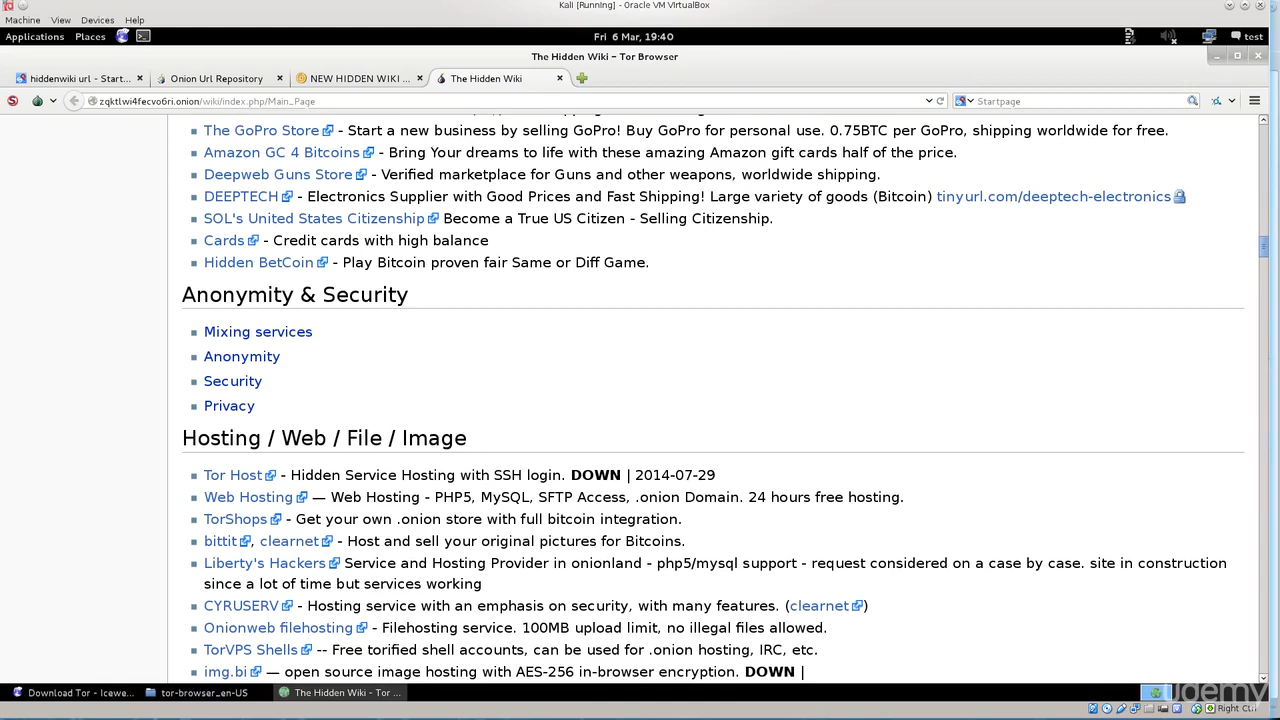 Kali [Running] - Oracle VM VirtualBox
Machine View Devices Help
Applications Places Fri 6 Mar, 19:40 test
The Hidden Wiki – Tor Browser
hiddenwiki url - Start... Onion Url Repository NEW HIDDEN WIKI ... The Hidden Wiki
zqktlwi4fecvo6ri.onion/wiki/index.php/Main_Page Startpage
The GoPro Store - Start a new business by selling GoPro! Buy GoPro for personal use. 0.75BTC per GoPro, shipping worldwide for free.
Amazon GC 4 Bitcoins - Bring Your dreams to life with these amazing Amazon gift cards half of the price.
Deepweb Guns Store - Verified marketplace for Guns and other weapons, worldwide shipping.
DEEPTECH - Electronics Supplier with Good Prices and Fast Shipping! Large variety of goods (Bitcoin) tinyurl.com/deeptech-electronics
SOL's United States Citizenship Become a True US Citizen - Selling Citizenship.
Cards - Credit cards with high balance
Hidden BetCoin - Play Bitcoin proven fair Same or Diff Game.
Anonymity & Security
Mixing services
Anonymity
Security
Privacy
Hosting / Web / File / Image
Tor Host - Hidden Service Hosting with SSH login. DOWN | 2014-07-29
Web Hosting — Web Hosting - PHP5, MySQL, SFTP Access, .onion Domain. 24 hours free hosting.
TorShops - Get your own .onion store with full bitcoin integration.
bittit, clearnet - Host and sell your original pictures for Bitcoins.
Liberty's Hackers Service and Hosting Provider in onionland - php5/mysql support - request considered on a case by case. site in construction
since a lot of time but services working
CYRUSERV - Hosting service with an emphasis on security, with many features. (clearnet)
Onionweb filehosting - Filehosting service. 100MB upload limit, no illegal files allowed.
TorVPS Shells -- Free torified shell accounts, can be used for .onion hosting, IRC, etc.
img.bi — open source image hosting with AES-256 in-browser encryption. DOWN |
Download Tor - Icewe... tor-browser_en-US The Hidden Wiki - Tor ... udemy
Right Ctrl